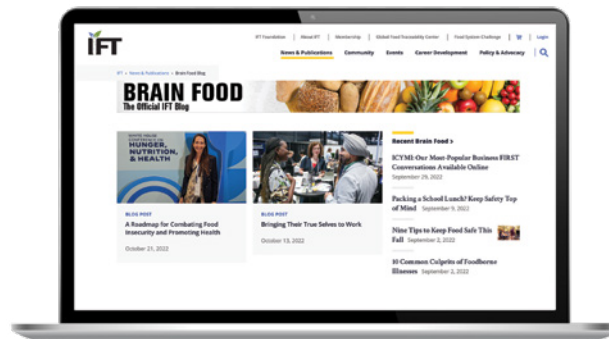 IFT
IFT Foundation | About IFT | Membership | Global Food Traceability Center | Food System Challenge | Login
News & Publications Community Events Career Development Policy & Advocacy
IFT > News & Publications > Brain Food Blog
BRAIN FOOD
The Official IFT Blog
WHITE HOUSE
CONFERENCE ON
HUNGER,
NUTRITION,
& HEALTH
BLOG POST
A Roadmap for Combating Food
Insecurity and Promoting Health
October 21, 2022
BLOG POST
Bringing Their True Selves to Work
October 13, 2022
Recent Brain Food >
ICYMI: Our Most-Popular Business FIRST
Conversations Available Online
September 29, 2022
Packing a School Lunch? Keep Safety Top
of Mind September 9, 2022
Nine Tips to Keep Food Safe This
Fall September 2, 2022
10 Common Culprits of Foodborne
Illnesses September 2, 2022